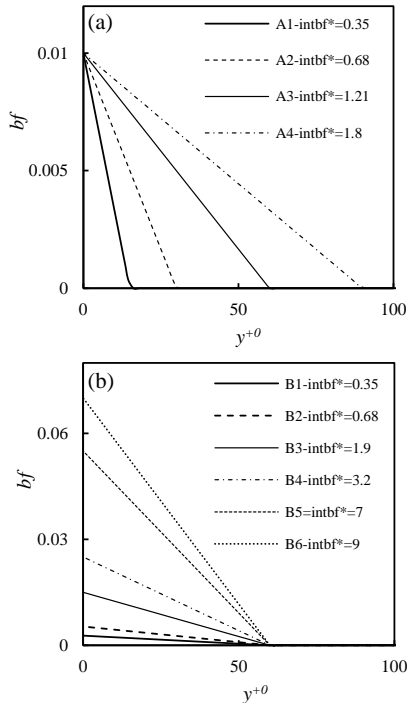 (a)
A1-intbf*=0.35
A2-intbf*=0.68
A3-intbf*=1.21
A4-intbf*=1.8
bf
0.01
0.005
0
0 50 100
y⁺⁰
(b)
B1-intbf*=0.35
B2-intbf*=0.68
B3-intbf*=1.9
B4-intbf*=3.2
B5=intbf*=7
B6-intbf*=9
bf
0.06
0.03
0
0 50 100
y⁺⁰